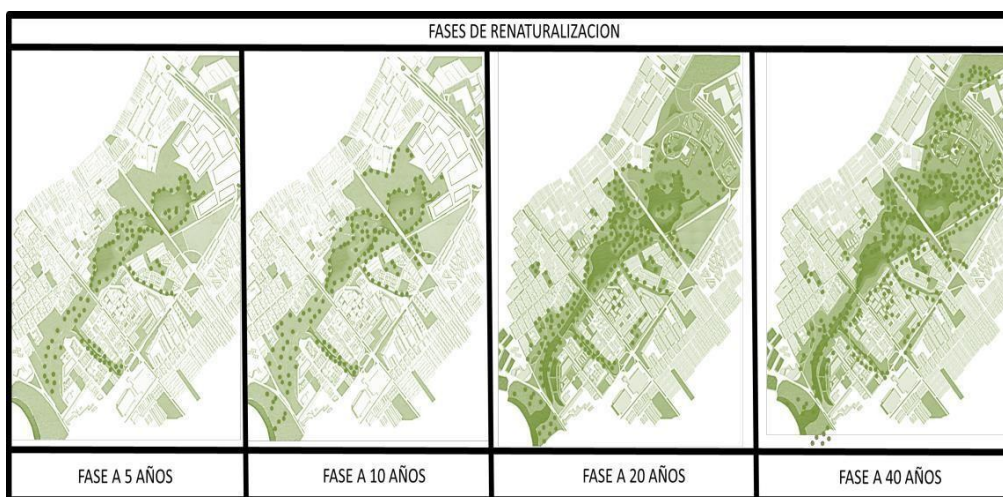 FASES DE RENATURALIZACION
FASE A 5 AÑOS
FASE A 10 AÑOS
FASE A 20 AÑOS
FASE A 40 AÑOS